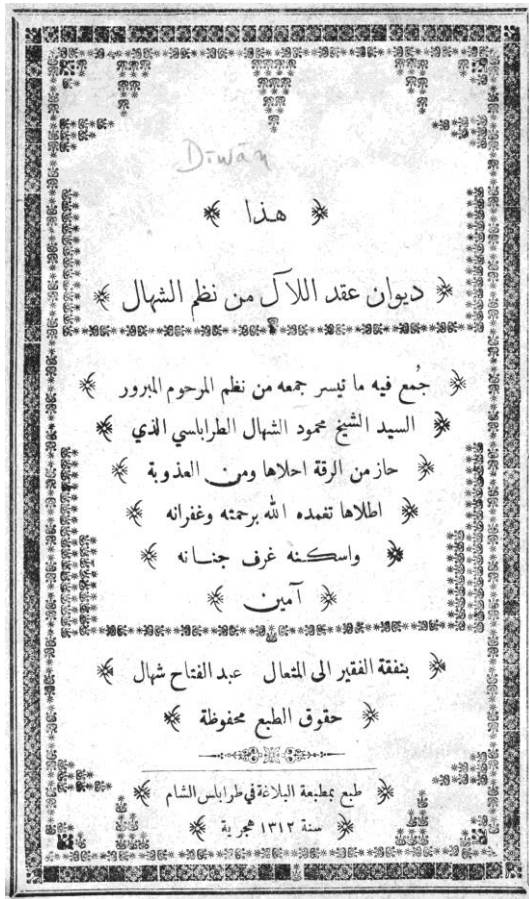 Dīwān
هذا
ديوان عقد اللآل من نظم الشهال
جُمع فيه ما تيسر جمعه من نظم المرحوم المبرور
السيد الشيخ محمود الشهال الطرابلسي الذي
حاز من الرقة احلاها ومن العذوبة
اطلاها تغمده الله برحمته وغفرانه
واسكنه غرف جنانه
آمين
بنفقة الفقير الى المتعال عبد الفتاح شهال
حقوق الطبع محفوظة
طبع بمطبعة البلاغة في طرابلس الشام
سنة ١٣١٢ هجرية